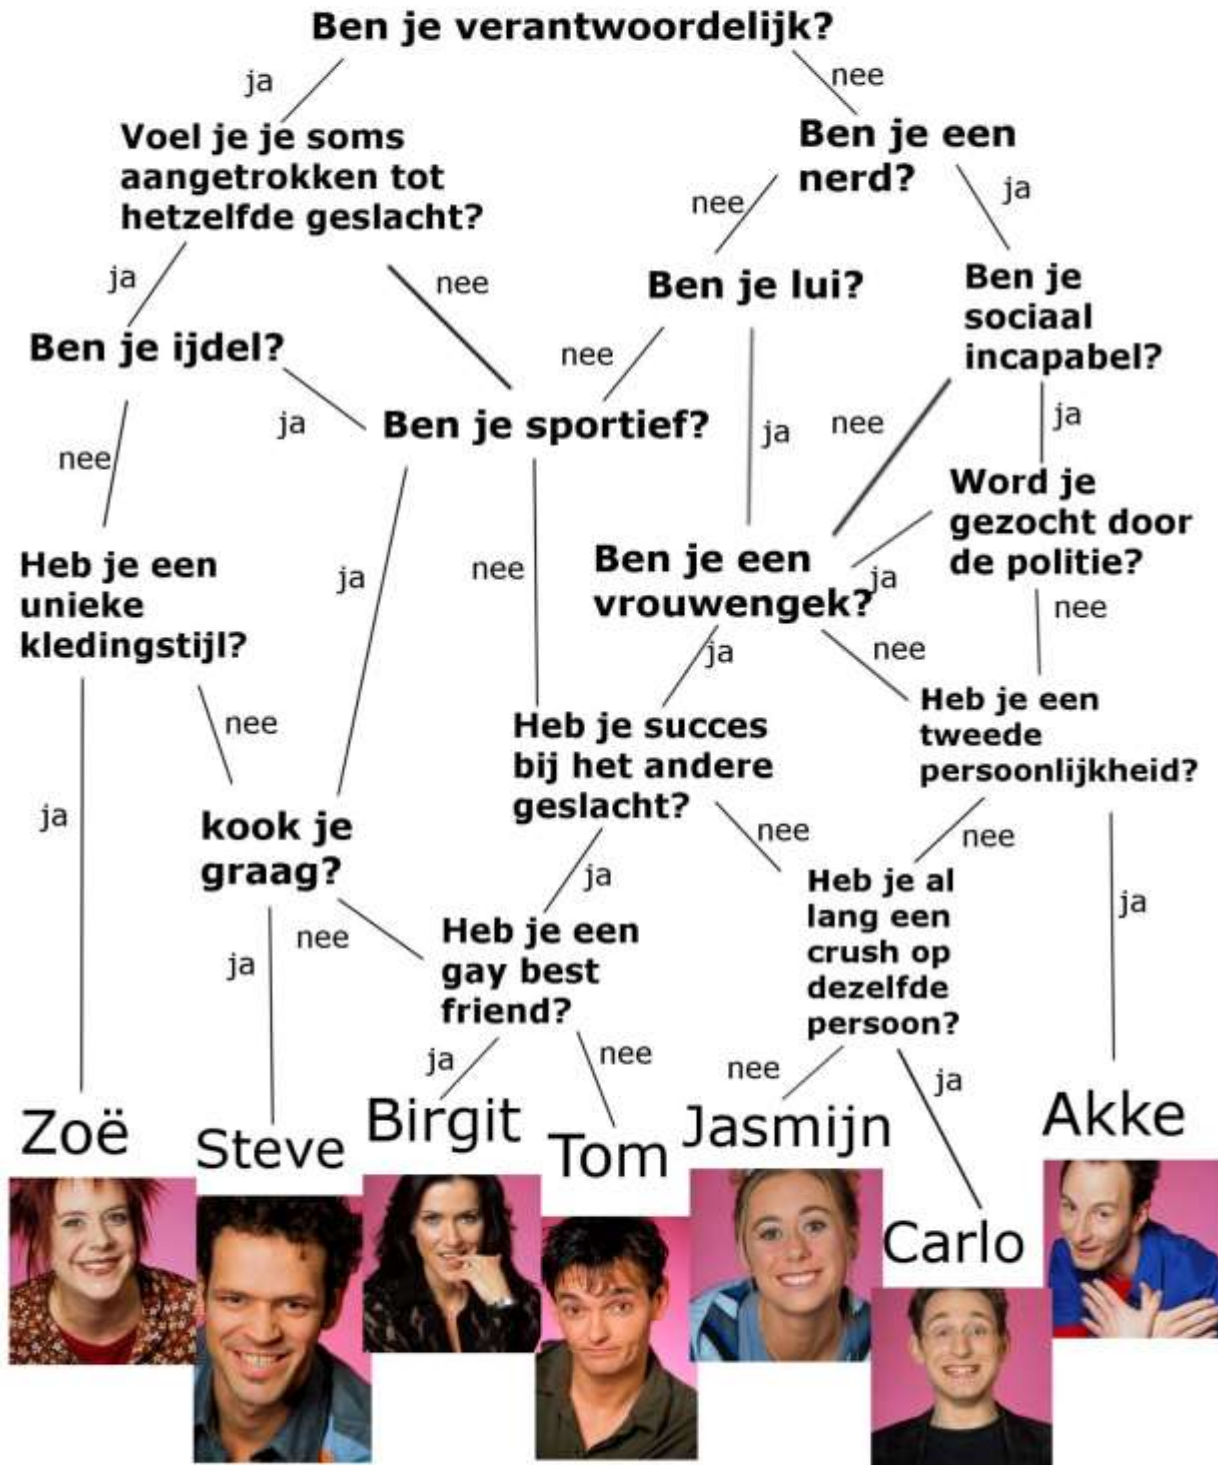 Ben je verantwoordelijk?
ja
nee
Voel je je soms
aangetrokken tot
hetzelfde geslacht?
Ben je een
nerd?
nee
ja
ja
nee
Ben je lui?
Ben je
sociaal
incapabel?
Ben je ijdel?
nee
ja
Ben je sportief?
ja
nee
ja
nee
Word je
gezocht door
de politie?
Heb je een
unieke
kledingstijl?
ja
nee
Ben je een
vrouwengek?
ja
nee
ja
nee
nee
Heb je succes
bij het andere
geslacht?
Heb je een
tweede
persoonlijkheid?
ja
kook je
graag?
nee
nee
ja
Heb je al
lang een
crush op
dezelfde
persoon?
ja
nee
ja
Heb je een
gay best
friend?
ja
nee
nee
ja
Zoë
Steve
Birgit
Tom
Jasmijn
Akke
Carlo